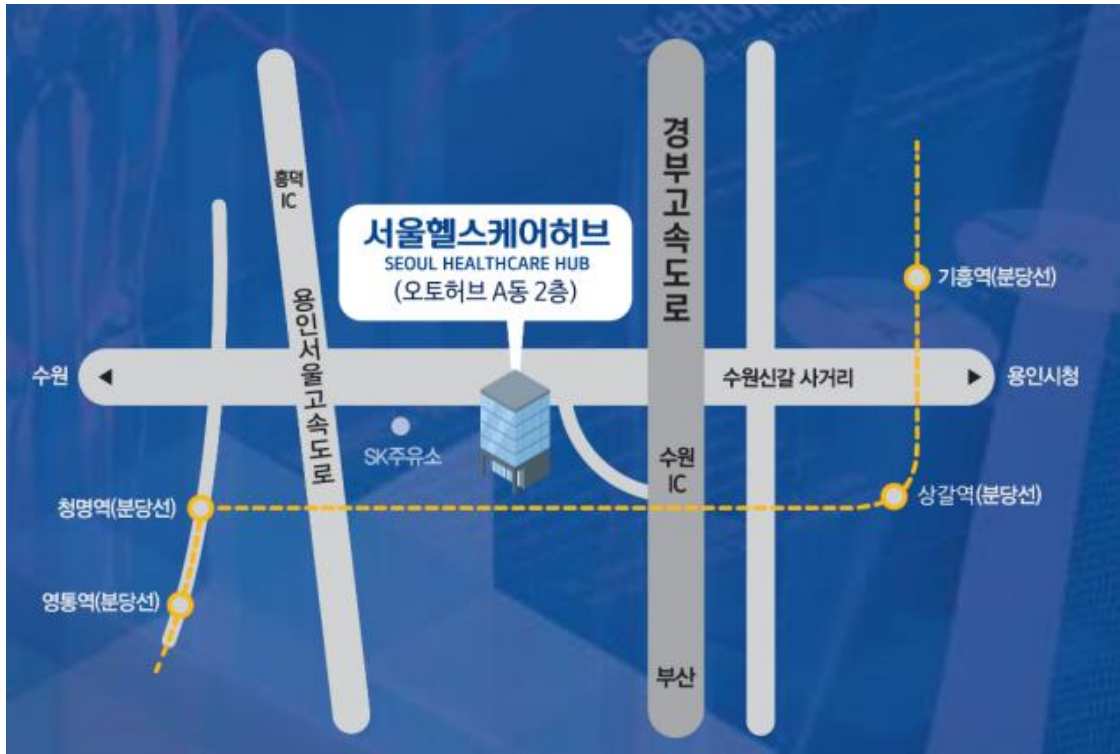 흥덕
IC
용인서울고속도로
서울헬스케어허브
SEOUL HEALTHCARE HUB
(오토허브 A동 2층)
경부고속도로
기흥역(분당선)
수원
수원신갈 사거리
용인시청
SK주유소
수원
IC
청명역(분당선)
상갈역(분당선)
영통역(분당선)
부산